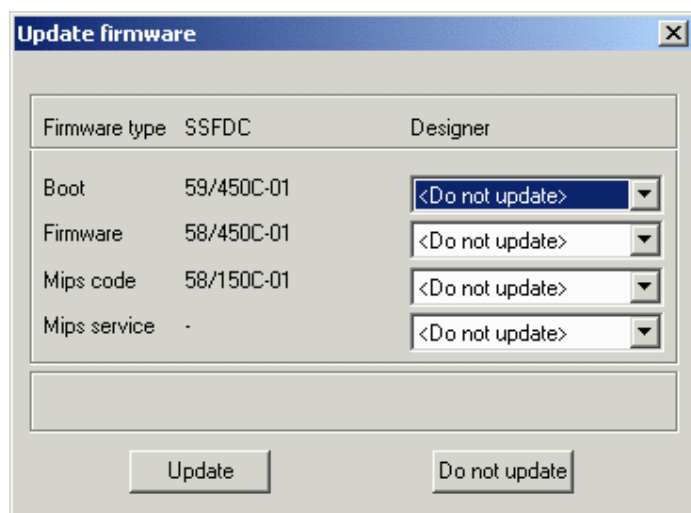 Update firmware
Firmware type SSFDC Designer
Boot 59/450C-01 <Do not update>
Firmware 58/450C-01 <Do not update>
Mips code 58/150C-01 <Do not update>
Mips service - <Do not update>
Update Do not update